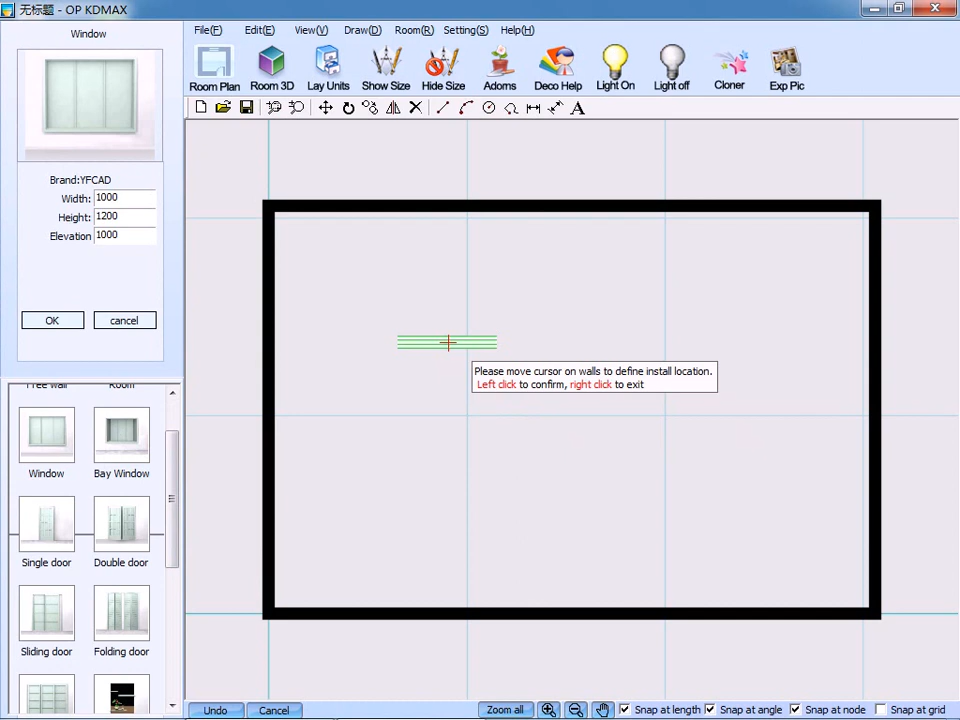 无标题 - OP KDMAX
File(F) Edit(E) View(V) Draw(D) Room(R) Setting(S) Help(H)
Room Plan Room 3D Lay Units Show Size Hide Size Adorns Deco Help Light On Light off Cloner Exp Pic
A
Window
Brand:YFCAD
Width: 1000
Height: 1200
Elevation 1000
OK cancel
Free wall Room
Window Bay Window
Single door Double door
Sliding door Folding door
Please move cursor on walls to define install location.
Left click to confirm, right click to exit
Undo Cancel Zoom all Snap at length Snap at angle Snap at node Snap at grid